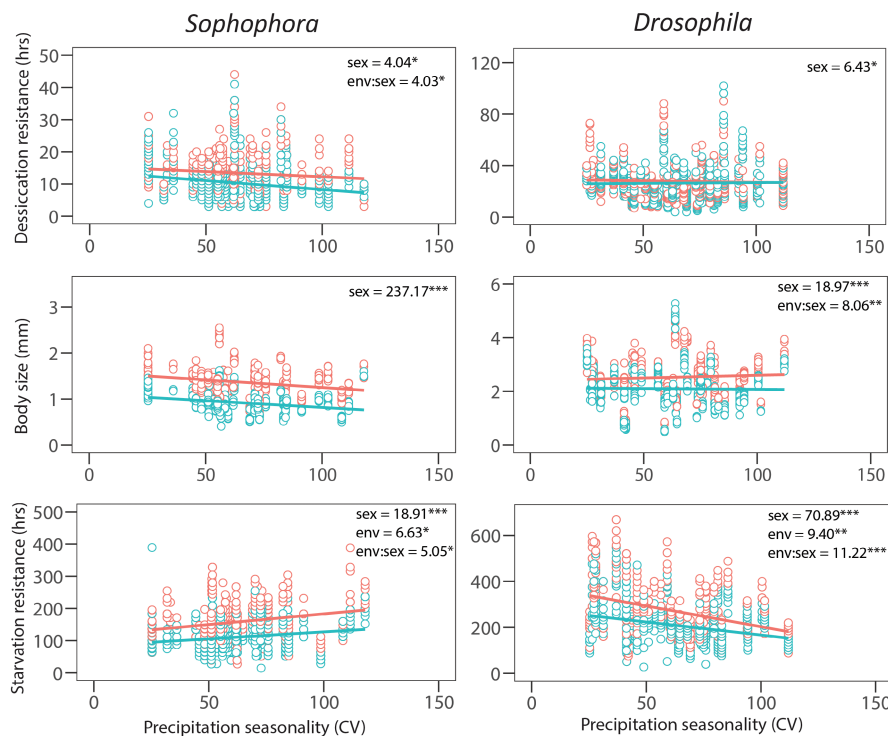 Sophophora
Drosophila
Dessiccation resistance (hrs)
50
40
30
20
10
0
sex = 4.04*
env:sex = 4.03*
0 50 100 150
120
80
40
0
sex = 6.43*
0 50 100 150
Body size (mm)
3
2
1
0
sex = 237.17***
0 50 100 150
6
4
2
0
sex = 18.97***
env:sex = 8.06**
0 50 100 150
Starvation resistance (hrs)
500
400
300
200
100
0
sex = 18.91***
env = 6.63*
env:sex = 5.05*
0 50 100 150
Precipitation seasonality (CV)
600
400
200
0
sex = 70.89***
env = 9.40**
env:sex = 11.22***
0 50 100 150
Precipitation seasonality (CV)